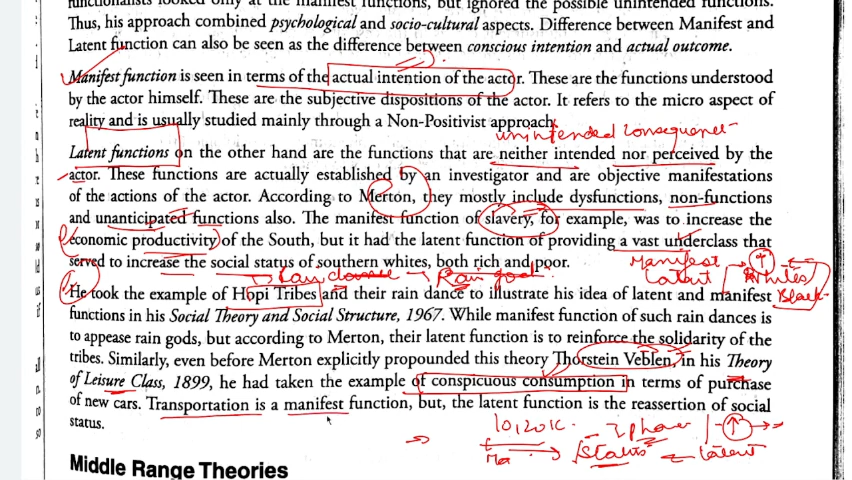 functionalists looked only at the manifest functions, but ignored the possible unintended functions.
Thus, his approach combined psychological and socio-cultural aspects. Difference between Manifest and
Latent function can also be seen as the difference between conscious intention and actual outcome.
Manifest function is seen in terms of the actual intention of the actor. These are the functions understood
by the actor himself. These are the subjective dispositions of the actor. It refers to the micro aspect of
reality and is usually studied mainly through a Non-Positivist approach.
unintended consequence
Latent functions on the other hand are the functions that are neither intended nor perceived by the
actor. These functions are actually established by an investigator and are objective manifestations
of the actions of the actor. According to Merton, they mostly include dysfunctions, non-functions
and unanticipated functions also. The manifest function of slavery, for example, was to increase the
economic productivity of the South, but it had the latent function of providing a vast underclass that
served to increase the social status of southern whites, both rich and poor.
Manifest
Latent
Whites
Black
Rain God
He took the example of Hopi Tribes and their rain dance to illustrate his idea of latent and manifest
functions in his Social Theory and Social Structure, 1967. While manifest function of such rain dances is
to appease rain gods, but according to Merton, their latent function is to reinforce the solidarity of the
tribes. Similarly, even before Merton explicitly propounded this theory Thorstein Veblen, in his Theory
of Leisure Class, 1899, he had taken the example of conspicuous consumption in terms of purchase
of new cars. Transportation is a manifest function, but, the latent function is the reassertion of social
status.
10,20K
phone
Ma
Status
Latent
Middle Range Theories